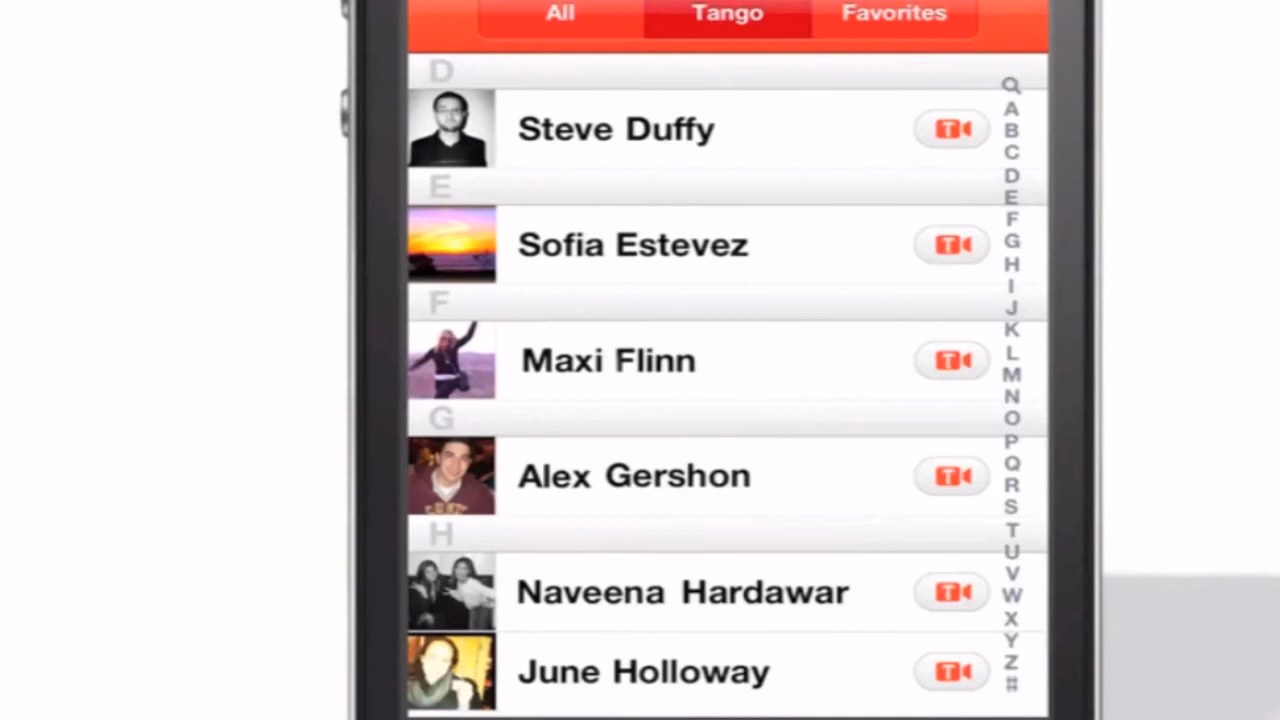 All Tango Favorites
D
Steve Duffy
E
Sofia Estevez
F
Maxi Flinn
G
Alex Gershon
H
Naveena Hardawar
June Holloway
T
T
T
T
T
T
A
B
C
D
E
F
G
H
I
J
K
L
M
N
O
P
Q
R
S
T
U
V
W
X
Y
Z
#